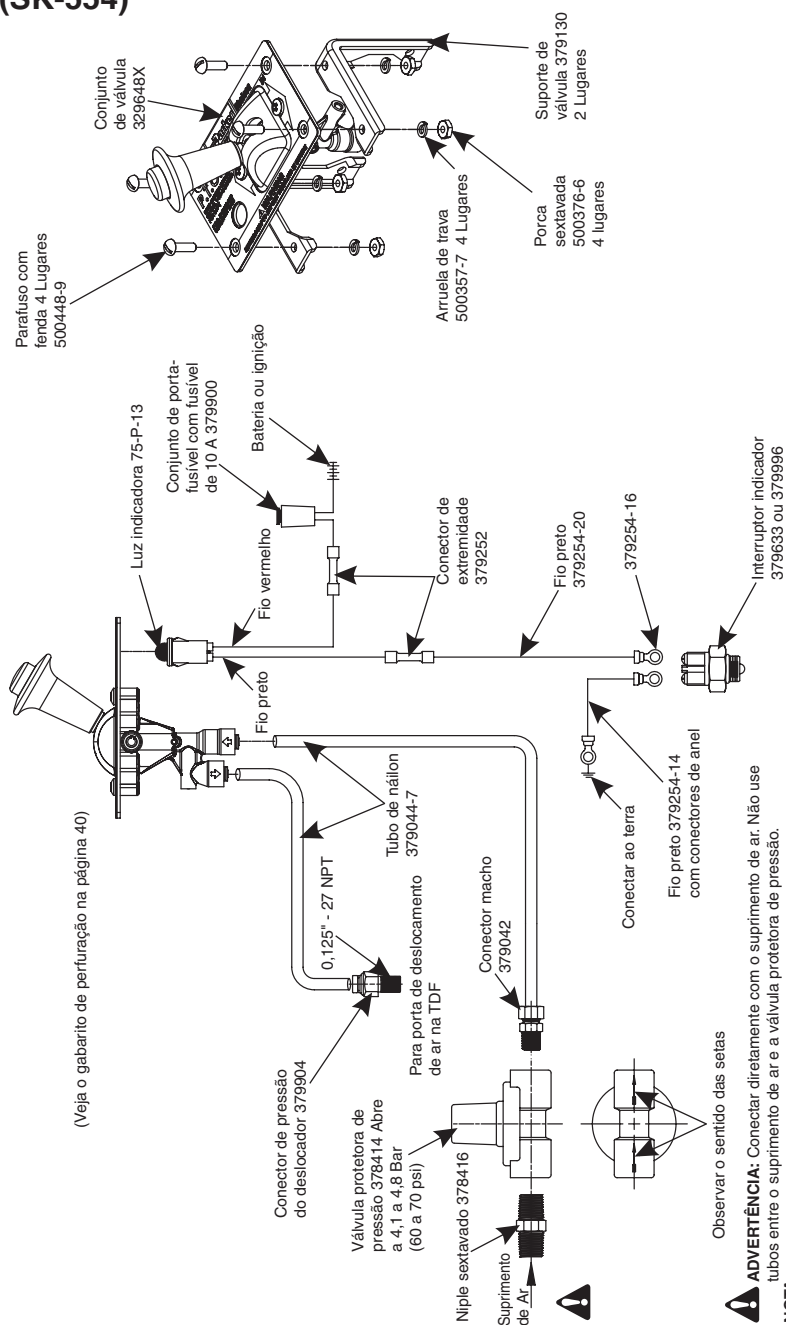 (SK-554)
Parafuso com
fenda 4 Lugares
500448-9
Conjunto
de válvula
329648X
Suporte de
válvula 379130
2 Lugares
Arruela de trava
500357-7 4 Lugares
Porca
sextavada
500376-6
4 lugares
(Veja o gabarito de perfuração na página 40)
Luz indicadora 75-P-13
Conjunto de porta-
fusível com fusível
de 10 A 379900
Bateria ou ignição
Fio vermelho
Fio preto
Conector de
extremidade
379252
Fio preto
379254-20
379254-16
Interruptor indicador
379633 ou 379996
Conectar ao terra
Fio preto 379254-14
com conectores de anel
Tubo de náilon
379044-7
0,125" - 27 NPT
Para porta de deslocamento
de ar na TDF
Conector de pressão
do deslocador 379904
Conector macho
379042
Válvula protetora de
pressão 378414 Abre
a 4,1 a 4,8 Bar
(60 a 70 psi)
Niple sextavado 378416
Suprimento
de Ar
Observar o sentido das setas
ADVERTÊNCIA: Conectar diretamente com o suprimento de ar. Não use
tubos entre o suprimento de ar e a válvula protetora de pressão.